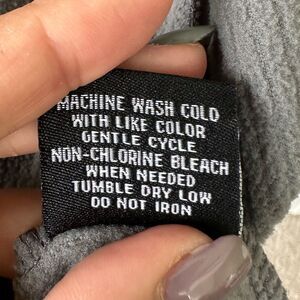 MACHINE WASH COLD
WITH LIKE COLOR
GENTLE CYCLE
NON-CHLORINE BLEACH
WHEN NEEDED
TUMBLE DRY LOW
DO NOT IRON